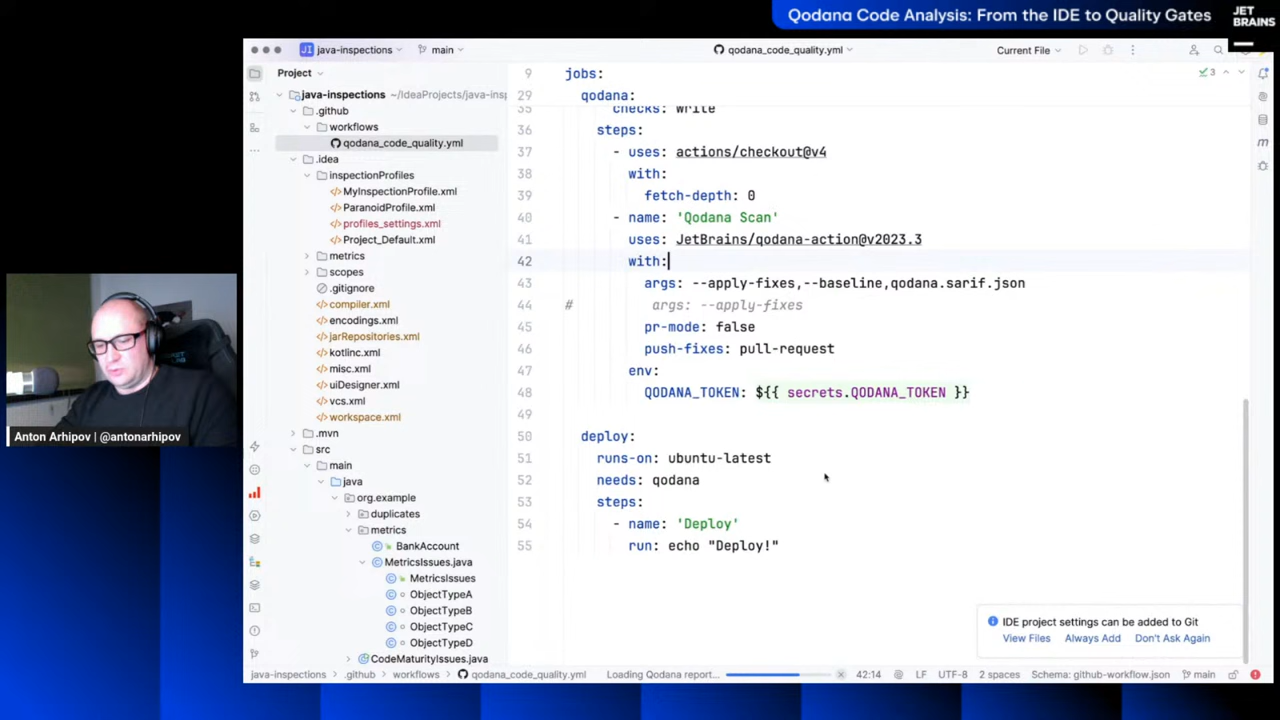 Qodana Code Analysis: From the IDE to Quality Gates
JET
BRAINS
JI java-inspections
main
qodana_code_quality.yml
Current File
Project
java-inspections ~/IdeaProjects/java-insp
.github
workflows
qodana_code_quality.yml
.idea
inspectionProfiles
MyInspectionProfile.xml
ParanoidProfile.xml
profiles_settings.xml
Project_Default.xml
metrics
scopes
.gitignore
compiler.xml
encodings.xml
jarRepositories.xml
kotlinc.xml
misc.xml
uiDesigner.xml
vcs.xml
workspace.xml
.mvn
src
main
java
org.example
duplicates
metrics
BankAccount
MetricsIssues.java
MetricsIssues
ObjectTypeA
ObjectTypeB
ObjectTypeC
ObjectTypeD
CodeMaturityIssues.java
9 jobs:
29 qodana:
35 checks: write
36 steps:
37 - uses: actions/checkout@v4
38 with:
39 fetch-depth: 0
40 - name: 'Qodana Scan'
41 uses: JetBrains/qodana-action@v2023.3
42 with:
43 args: --apply-fixes,--baseline,qodana.sarif.json
44 # args: --apply-fixes
45 pr-mode: false
46 push-fixes: pull-request
47 env:
48 QODANA_TOKEN: ${{ secrets.QODANA_TOKEN }}
49
50 deploy:
51 runs-on: ubuntu-latest
52 needs: qodana
53 steps:
54 - name: 'Deploy'
55 run: echo "Deploy!"
3
IDE project settings can be added to Git
View Files Always Add Don't Ask Again
Anton Arhipov | @antonarhipov
java-inspections > .github > workflows > qodana_code_quality.yml
Loading Qodana report...
42:14 LF UTF-8 2 spaces Schema: github-workflow.json main